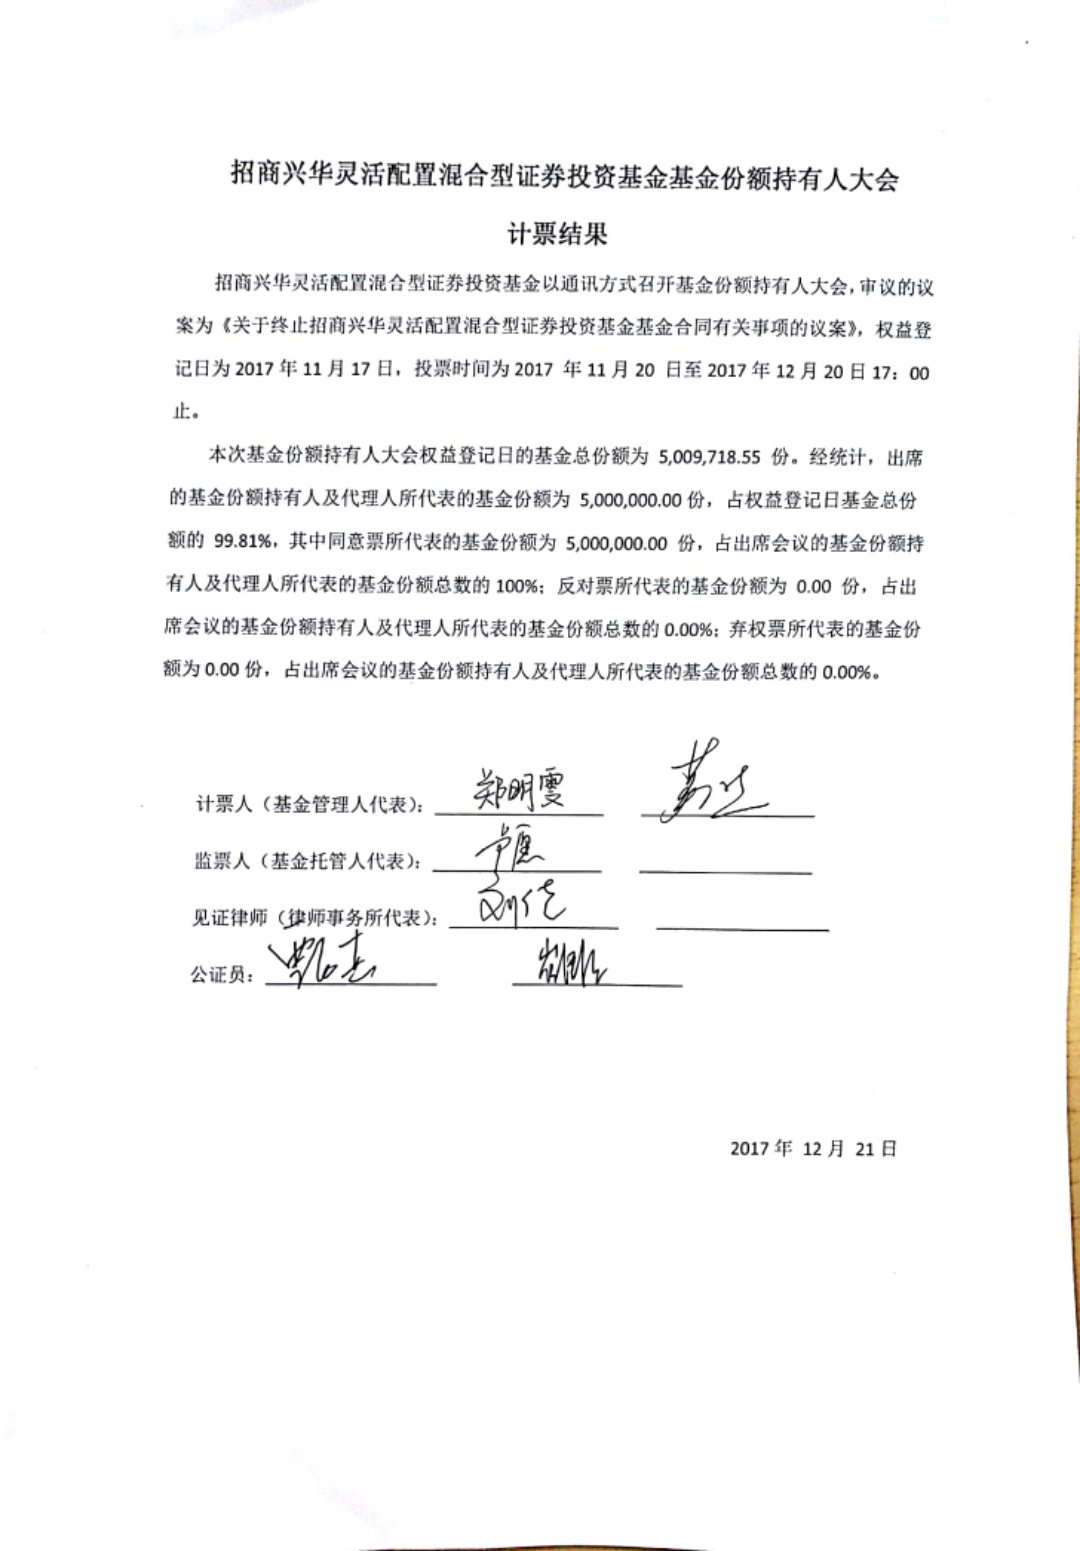 招商兴华灵活配置混合型证券投资基金基金份额持有人大会
计票结果
招商兴华灵活配置混合型证券投资基金以通讯方式召开基金份额持有人大会，审议的议
案为《关于终止招商兴华灵活配置混合型证券投资基金基金合同有关事项的议案》，权益登
记日为 2017 年 11 月 17 日，投票时间为 2017 年 11 月 20 日至 2017 年 12 月 20 日 17：00
止。
本次基金份额持有人大会权益登记日的基金总份额为 5,009,718.55 份。经统计，出席
的基金份额持有人及代理人所代表的基金份额为 5,000,000.00 份，占权益登记日基金总份
额的 99.81%，其中同意票所代表的基金份额为 5,000,000.00 份，占出席会议的基金份额持
有人及代理人所代表的基金份额总数的 100%；反对票所代表的基金份额为 0.00 份，占出
席会议的基金份额持有人及代理人所代表的基金份额总数的 0.00%；弃权票所代表的基金份
额为 0.00 份，占出席会议的基金份额持有人及代理人所代表的基金份额总数的 0.00%。
计票人（基金管理人代表）： 郑明雯
监票人（基金托管人代表）：
见证律师（律师事务所代表）： 刘佳
公证员：
2017 年 12 月 21 日